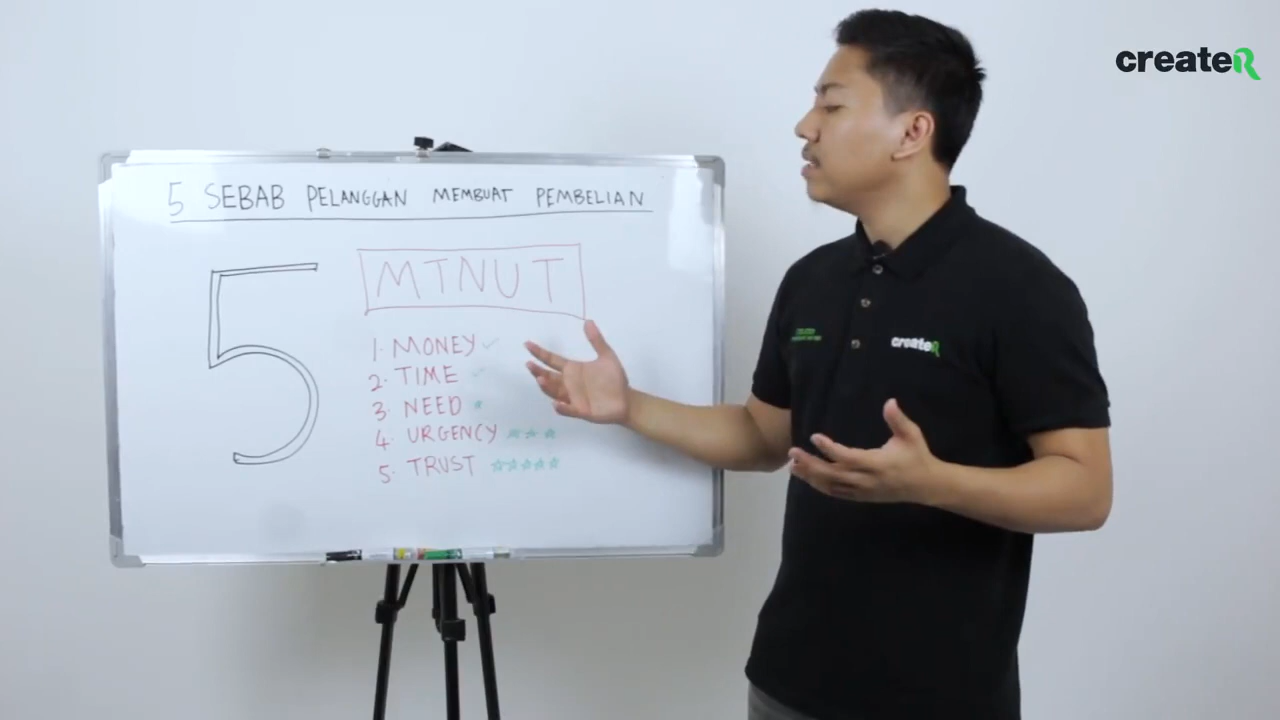 createR
5 SEBAB PELANGGAN MEMBUAT PEMBELIAN
5
MTNUT
1. MONEY
2. TIME
3. NEED
4. URGENCY
5. TRUST
createR